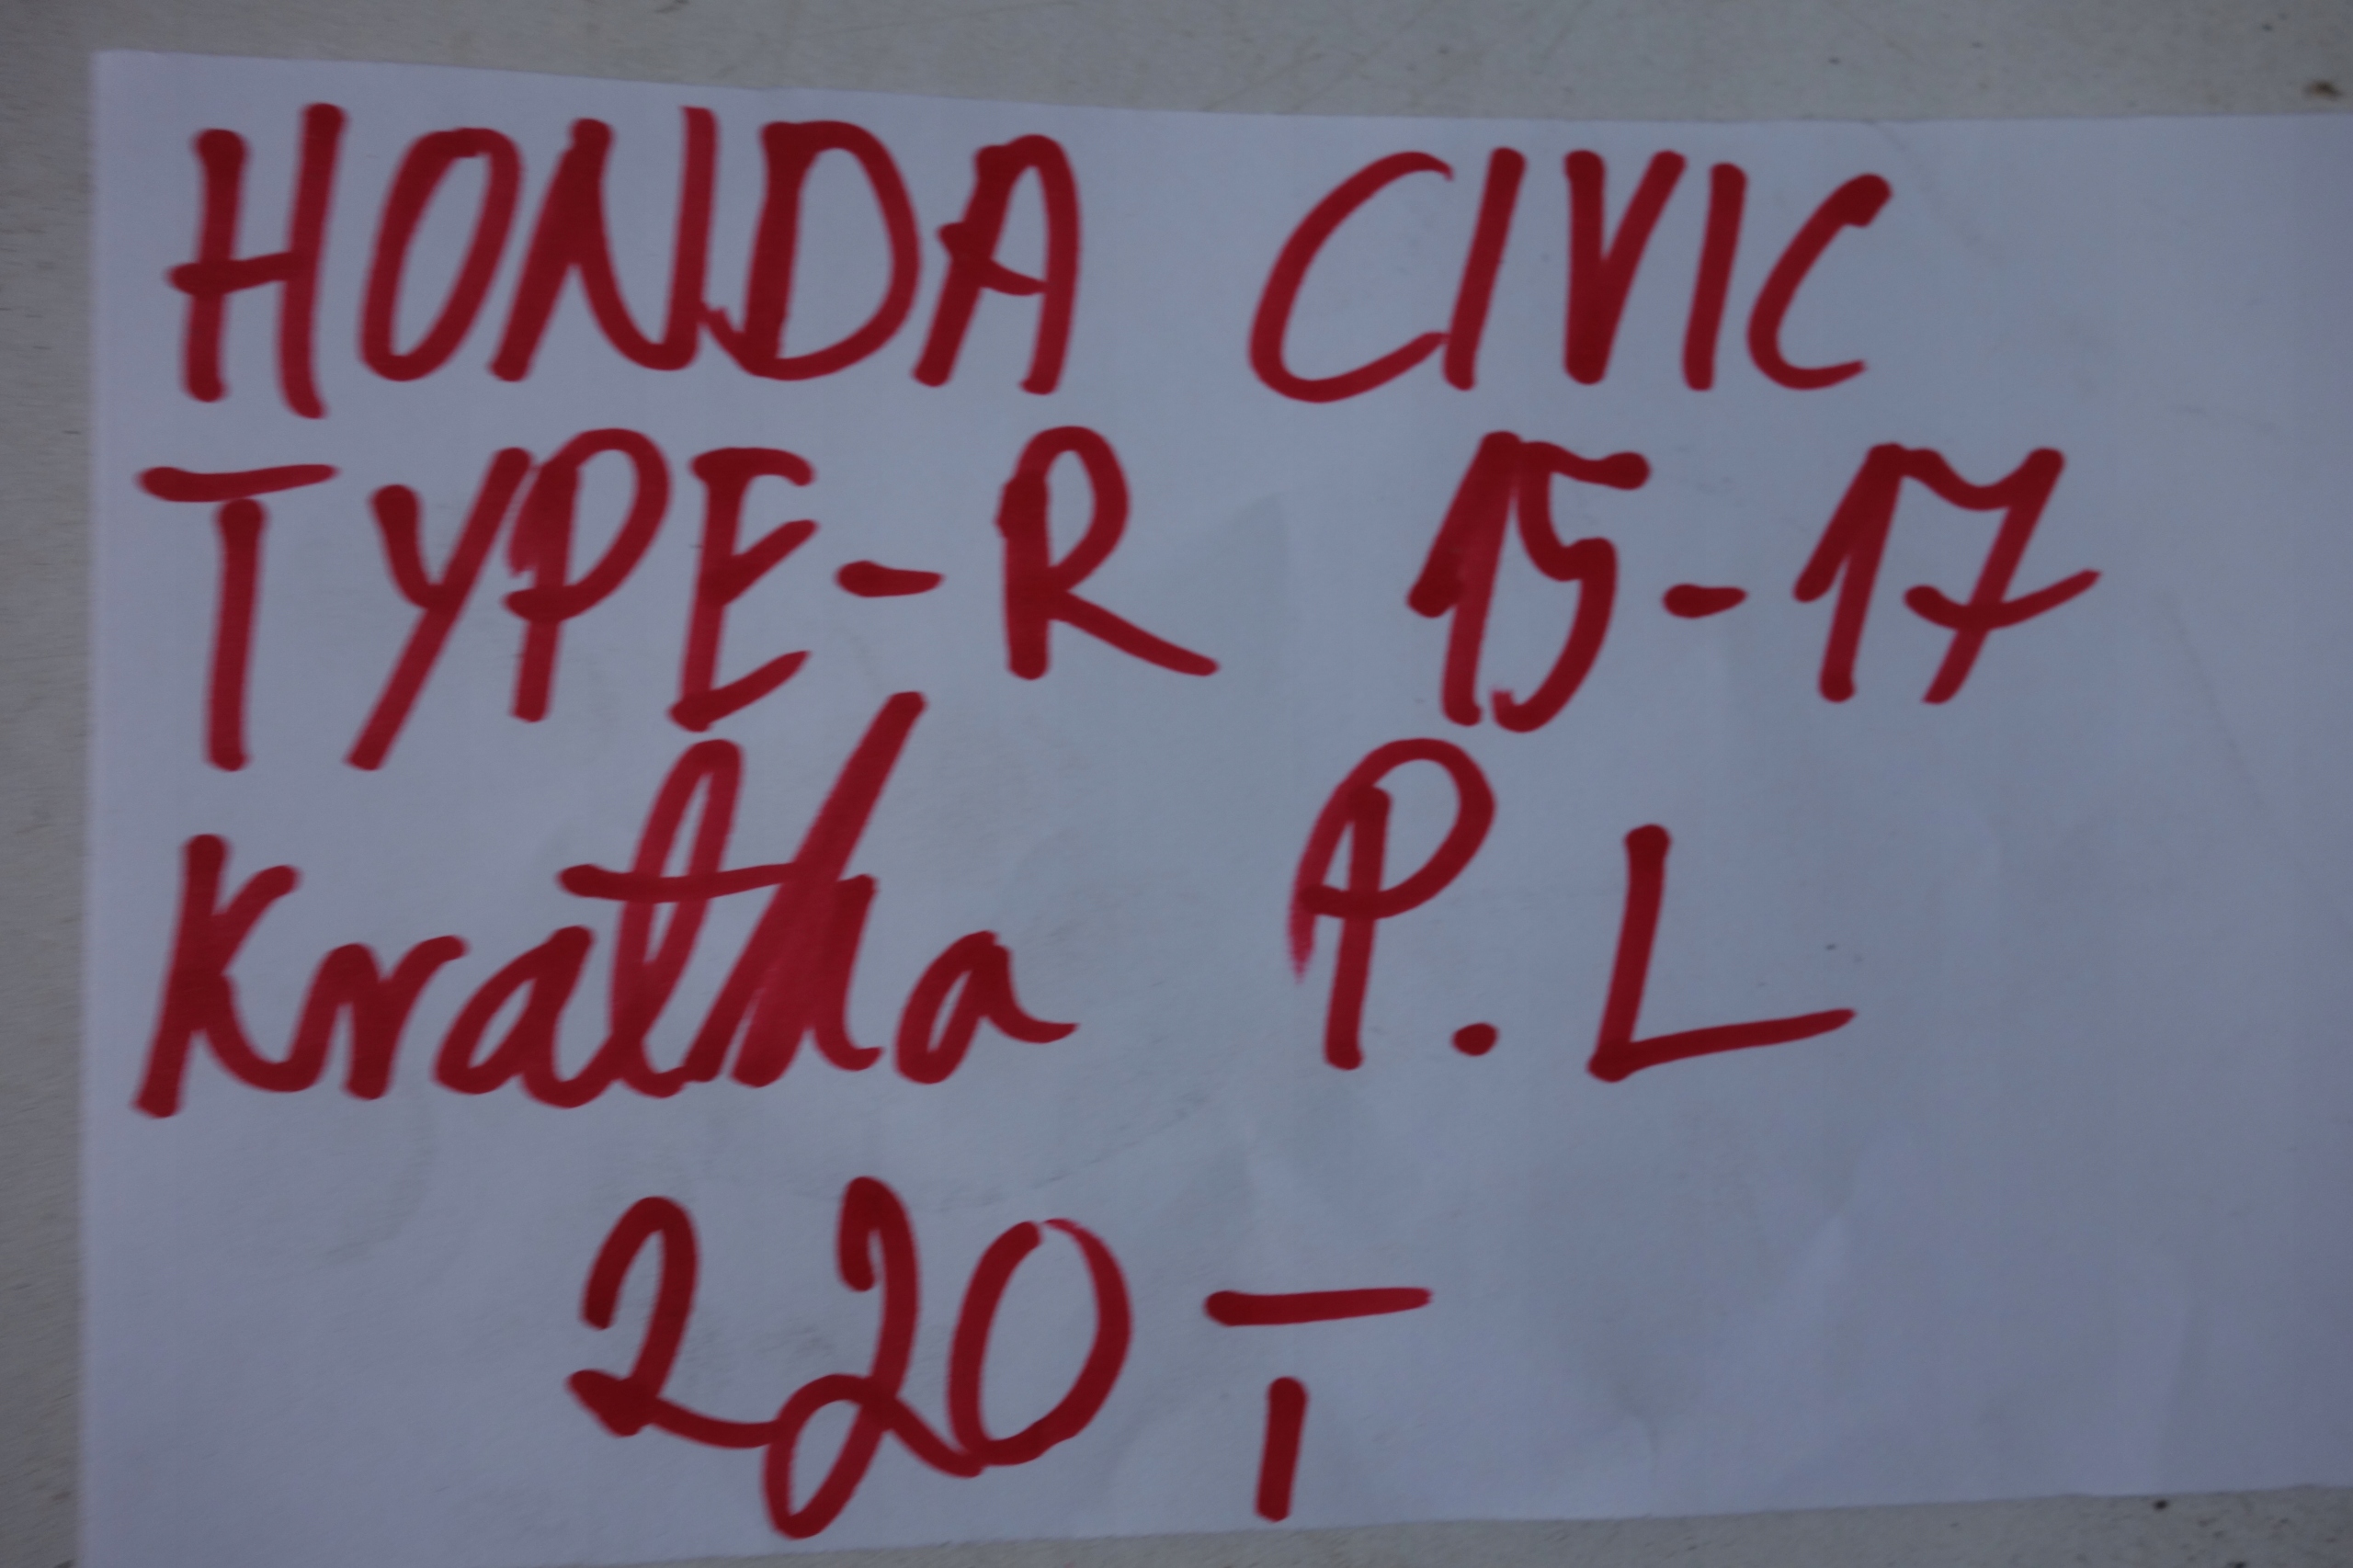 HONDA CIVIC
TYPE-R 15-17
Kratka P.L
220,-